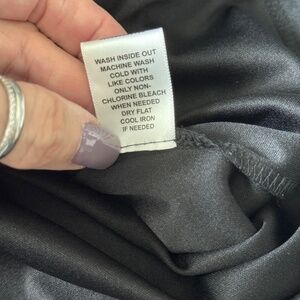 WASH INSIDE OUT
MACHINE WASH
COLD WITH
LIKE COLORS
ONLY NON-
CHLORINE BLEACH
WHEN NEEDED
DRY FLAT
COOL IRON
IF NEEDED